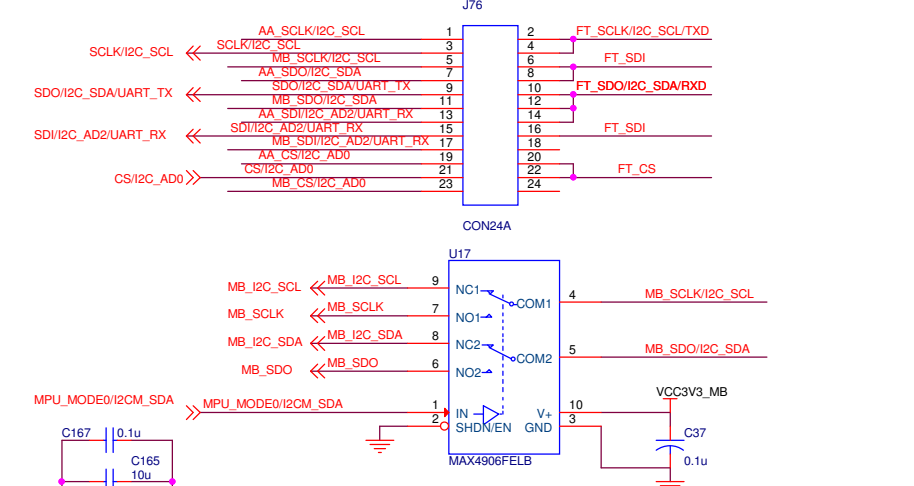 J76
AA_SCLK/I2C_SCL 1 2 FT_SCLK/I2C_SCL/TXD
SCLK/I2C_SCL SCLK/I2C_SCL 3 4
MB_SCLK/I2C_SCL 5 6 FT_SDI
AA_SDO/I2C_SDA 7 8
SDO/I2C_SDA/UART_TX SDO/I2C_SDA/UART_TX 9 10 FT_SDO/I2C_SDA/RXD
MB_SDO/I2C_SDA 11 12
AA_SDI/I2C_AD2/UART_RX 13 14
SDI/I2C_AD2/UART_RX SDI/I2C_AD2/UART_RX 15 16 FT_SDI
MB_SDI/I2C_AD2/UART_RX 17 18
AA_CS/I2C_AD0 19 20
CS/I2C_AD0 CS/I2C_AD0 21 22 FT_CS
MB_CS/I2C_AD0 23 24
CON24A
U17
MB_I2C_SCL MB_I2C_SCL 9 NC1 COM1 4 MB_SCLK/I2C_SCL
MB_SCLK MB_SCLK 7 NO1
MB_I2C_SDA MB_I2C_SDA 8 NC2 COM2 5 MB_SDO/I2C_SDA
MB_SDO MB_SDO 6 NO2
VCC3V3_MB
MPU_MODE0/I2CM_SDA MPU_MODE0/I2CM_SDA 1 IN V+ 10
2 SHDN/EN GND 3
C167 0.1u C37
MAX4906FELB 0.1u
C165
10u